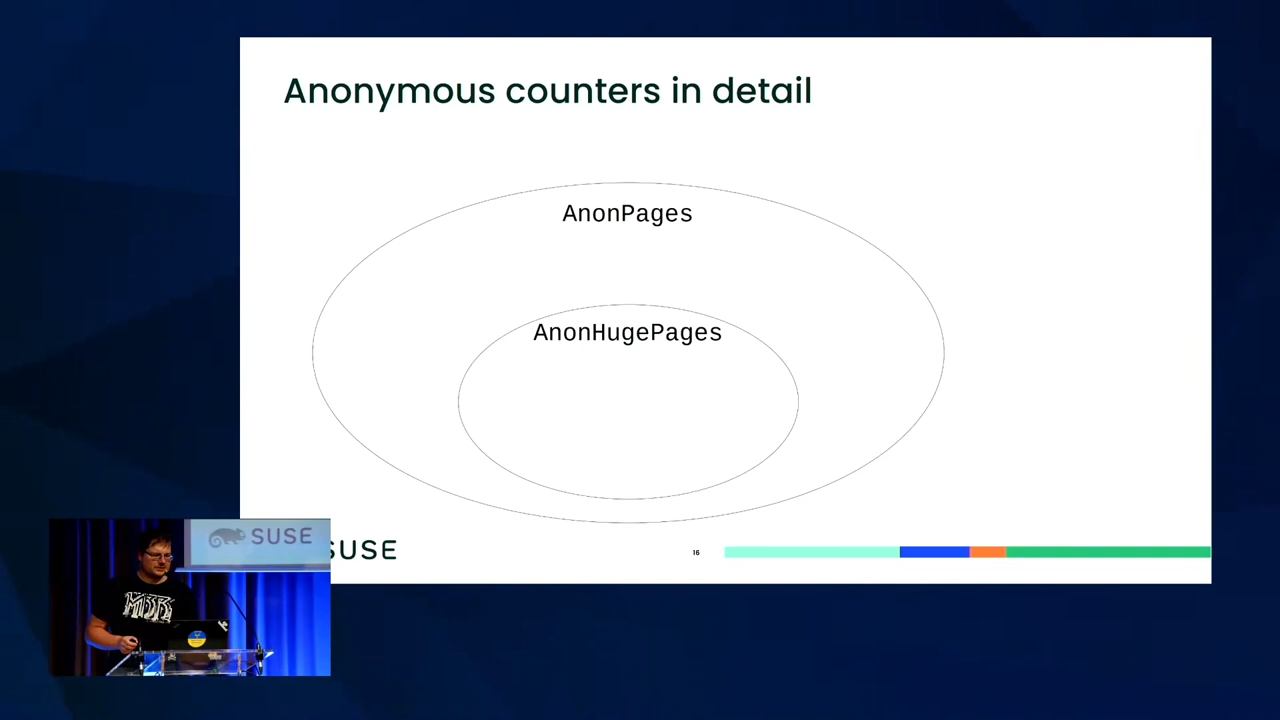 Anonymous counters in detail
AnonPages
AnonHugePages
SUSE
SUSE
16